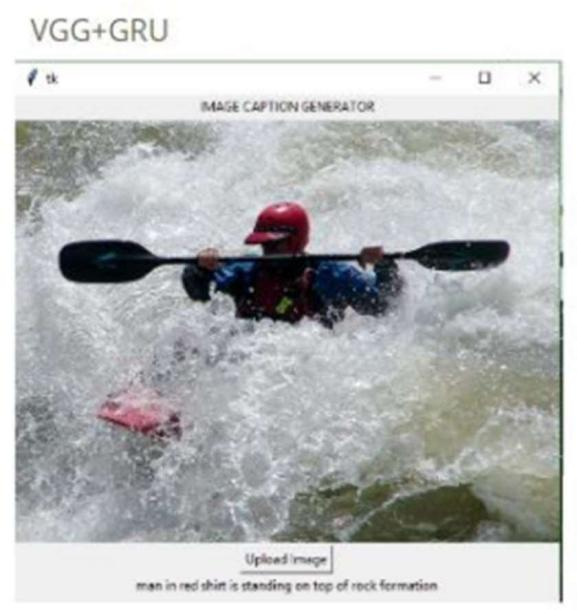 VGG+GRU
tk
IMAGE CAPTION GENERATOR
Upload Image
man in red shirt is standing on top of rock formation